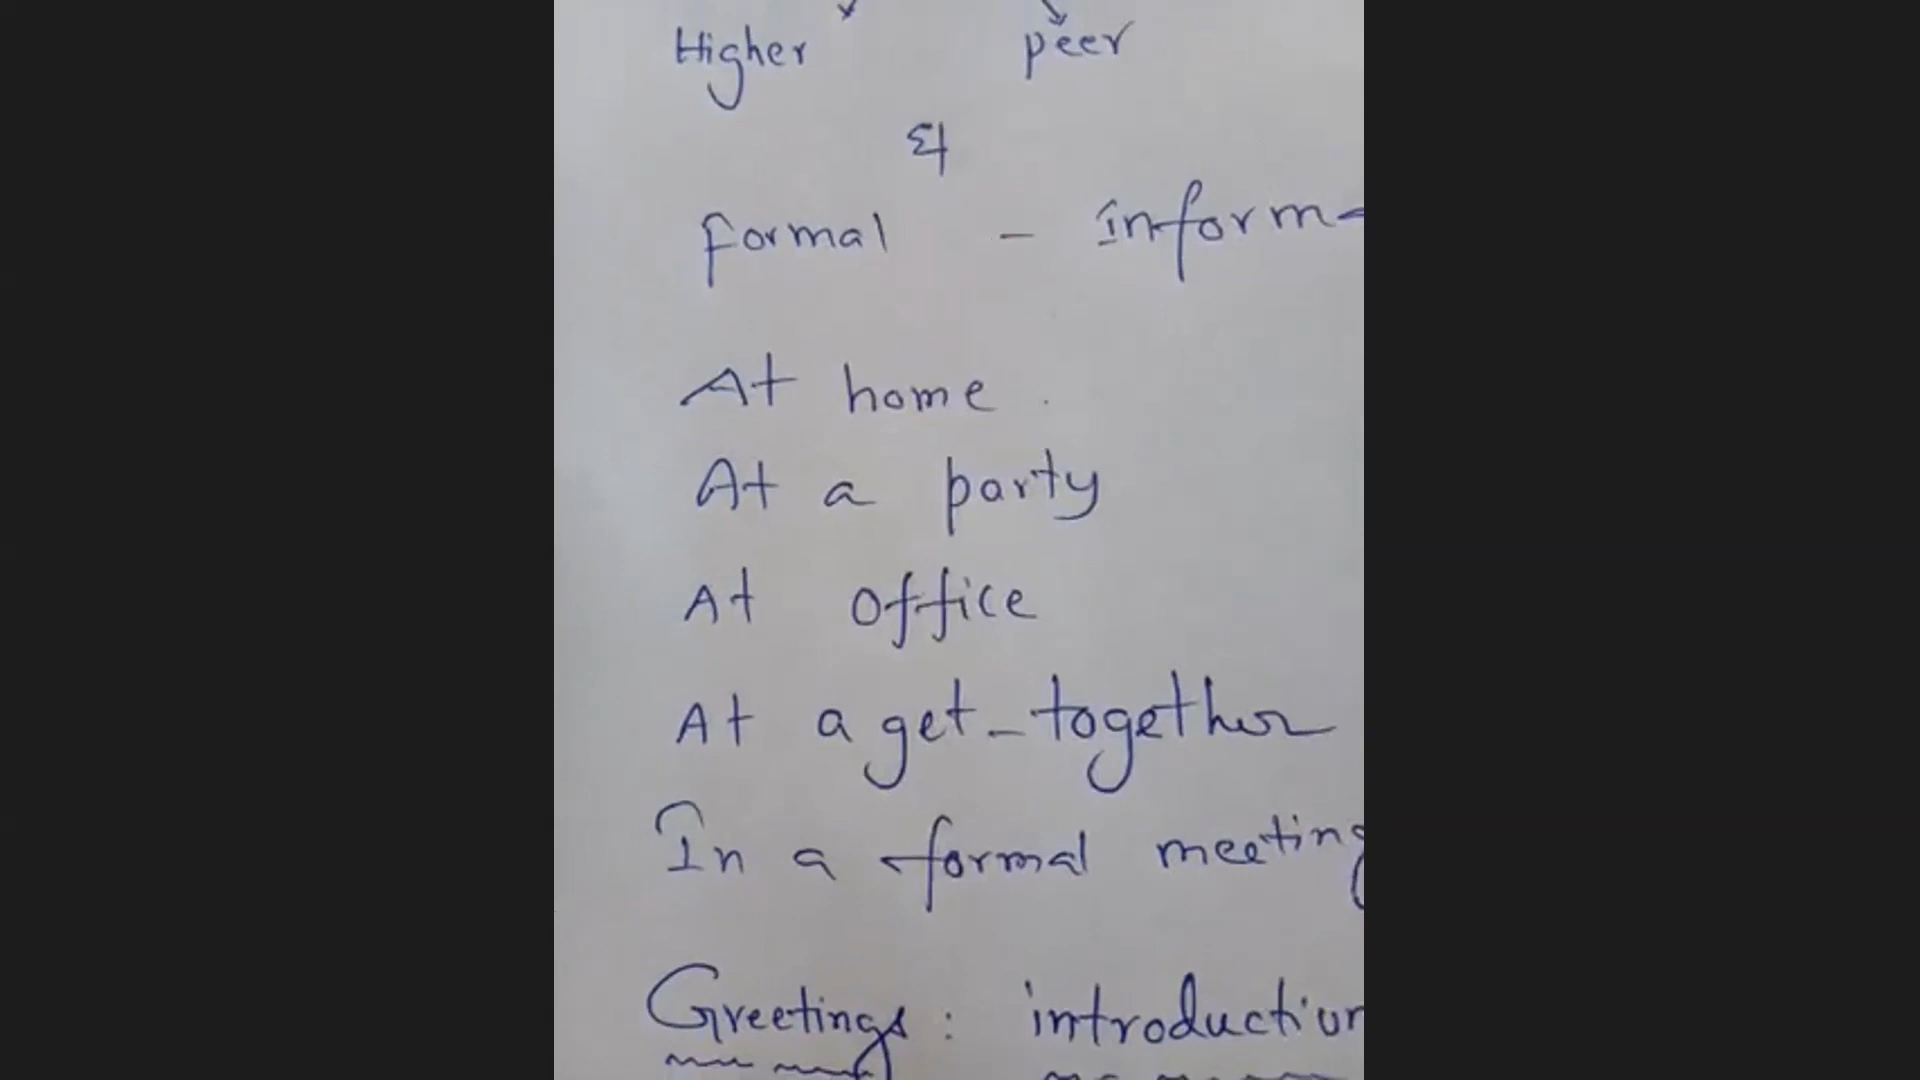 Higher peer
&
formal - Inform
At home.
At a party
At office
At a get-together
In a formal meeting
Greetings: introduction